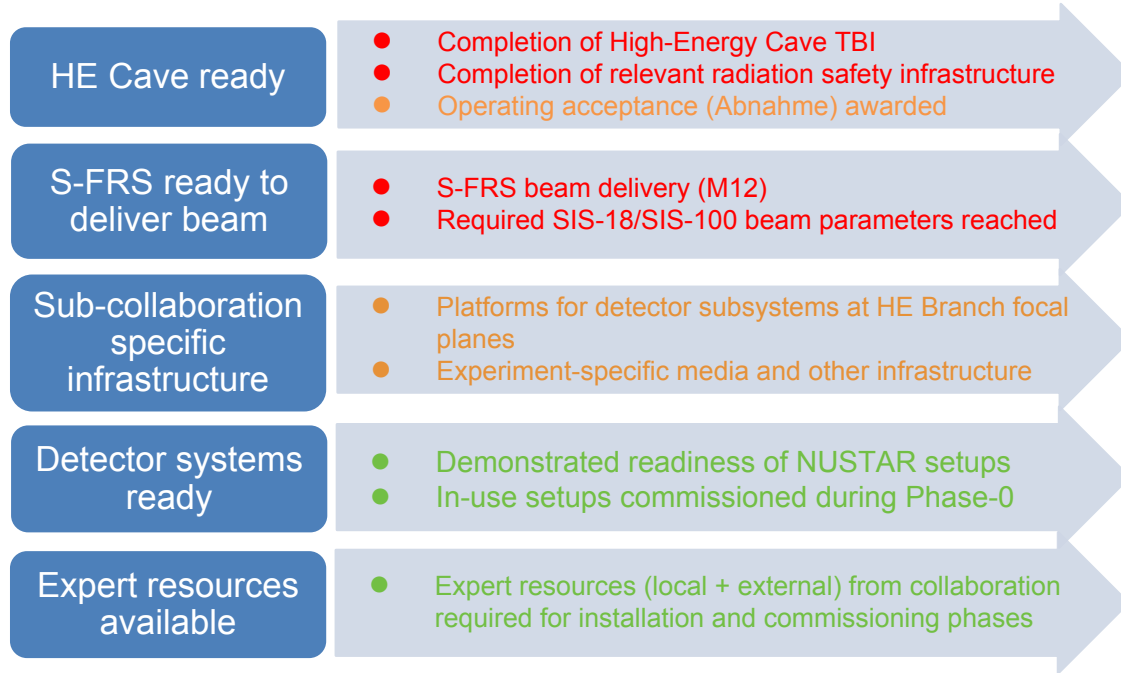 HE Cave ready
● Completion of High-Energy Cave TBI
● Completion of relevant radiation safety infrastructure
● Operating acceptance (Abnahme) awarded
S-FRS ready to
deliver beam
● S-FRS beam delivery (M12)
● Required SIS-18/SIS-100 beam parameters reached
Sub-collaboration
specific
infrastructure
● Platforms for detector subsystems at HE Branch focal
planes
● Experiment-specific media and other infrastructure
Detector systems
ready
● Demonstrated readiness of NUSTAR setups
● In-use setups commissioned during Phase-0
Expert resources
available
● Expert resources (local + external) from collaboration
required for installation and commissioning phases